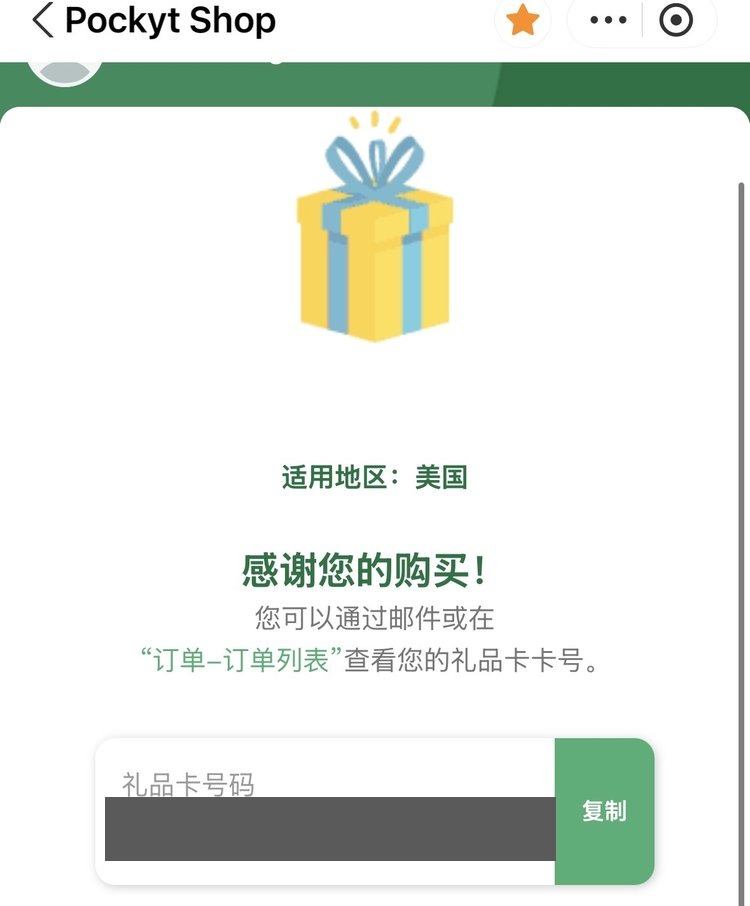 Pockyt Shop
适用地区：美国
感谢您的购买！
您可以通过邮件或在
“订单–订单列表”查看您的礼品卡卡号。
礼品卡号码
复制